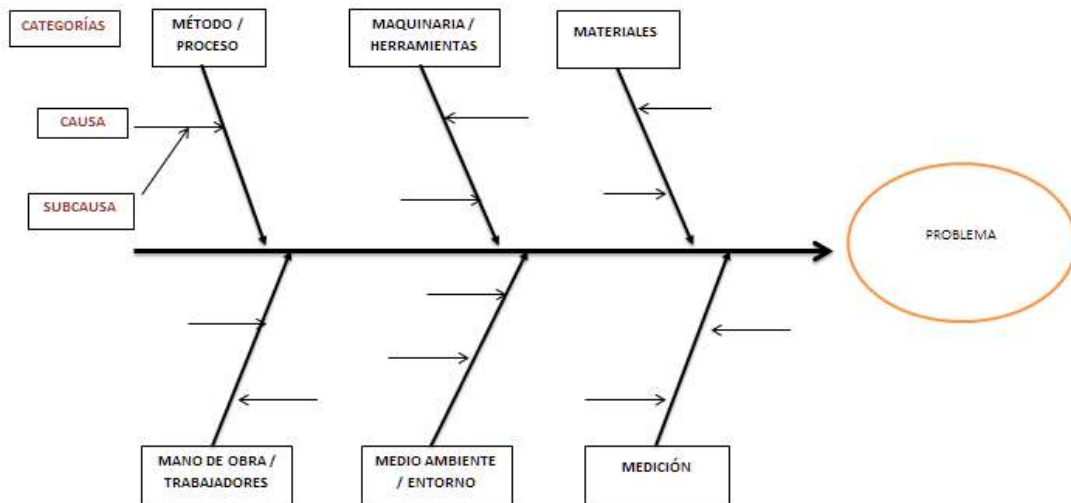 CATEGORÍAS
MÉTODO /
PROCESO
MAQUINARIA /
HERRAMIENTAS
MATERIALES
CAUSA
SUBCAUSA
PROBLEMA
MANO DE OBRA /
TRABAJADORES
MEDIO AMBIENTE
/ ENTORNO
MEDICIÓN